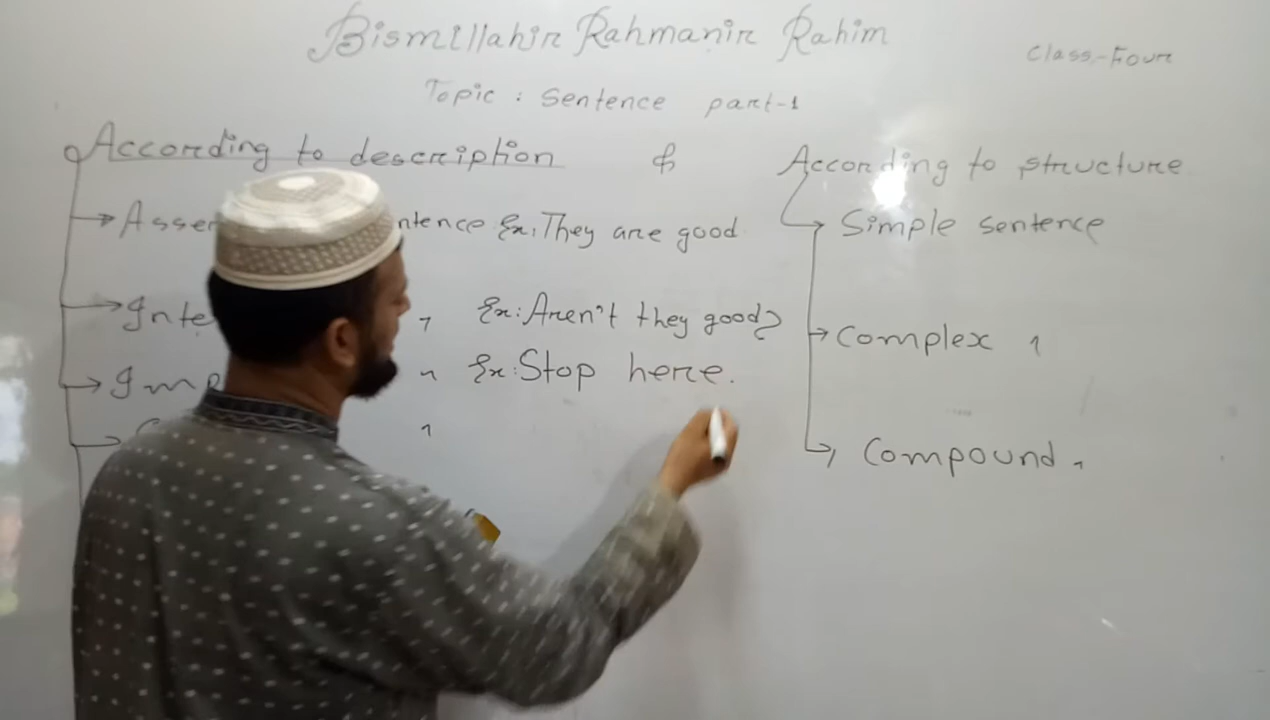 Bismillahir Rahmanir Rahim
Class-Four
Topic : Sentence part-1
According to description & According to structure
→ Asser ntence Ex: They are good
→ Simple sentence
→ Inte " Ex: Aren't they good?
→ Complex "
→ Imp " Ex: Stop here.
→ "
→ Compound "